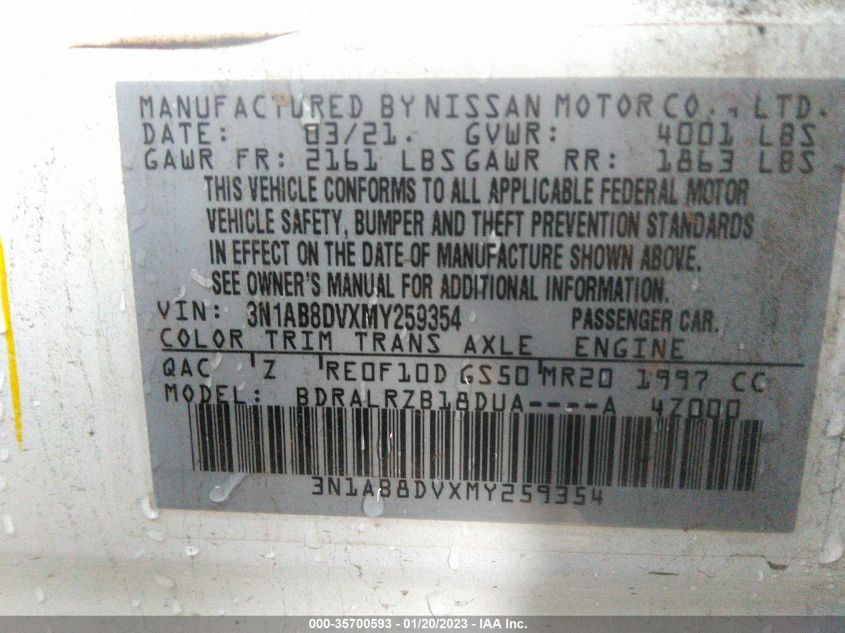 MANUFACTURED BY NISSAN MOTOR CO., LTD.
DATE: 03/21. GVWR: 4001 LBS
GAWR FR: 2161 LBS GAWR RR: 1863 LBS
THIS VEHICLE CONFORMS TO ALL APPLICABLE FEDERAL MOTOR
VEHICLE SAFETY, BUMPER AND THEFT PREVENTION STANDARDS
IN EFFECT ON THE DATE OF MANUFACTURE SHOWN ABOVE.
SEE OWNER'S MANUAL FOR ADDITIONAL INFORMATION.
VIN: 3N1AB8DVXMY259354 PASSENGER CAR.
COLOR TRIM TRANS AXLE ENGINE
QAC Z RE0F10D GS50 MR20 1997 CC
MODEL: BDRALRZB18DUA----A 4Z000
3N1AB8DVXMY259354
000-35700593 - 01/20/2023 - IAA Inc.